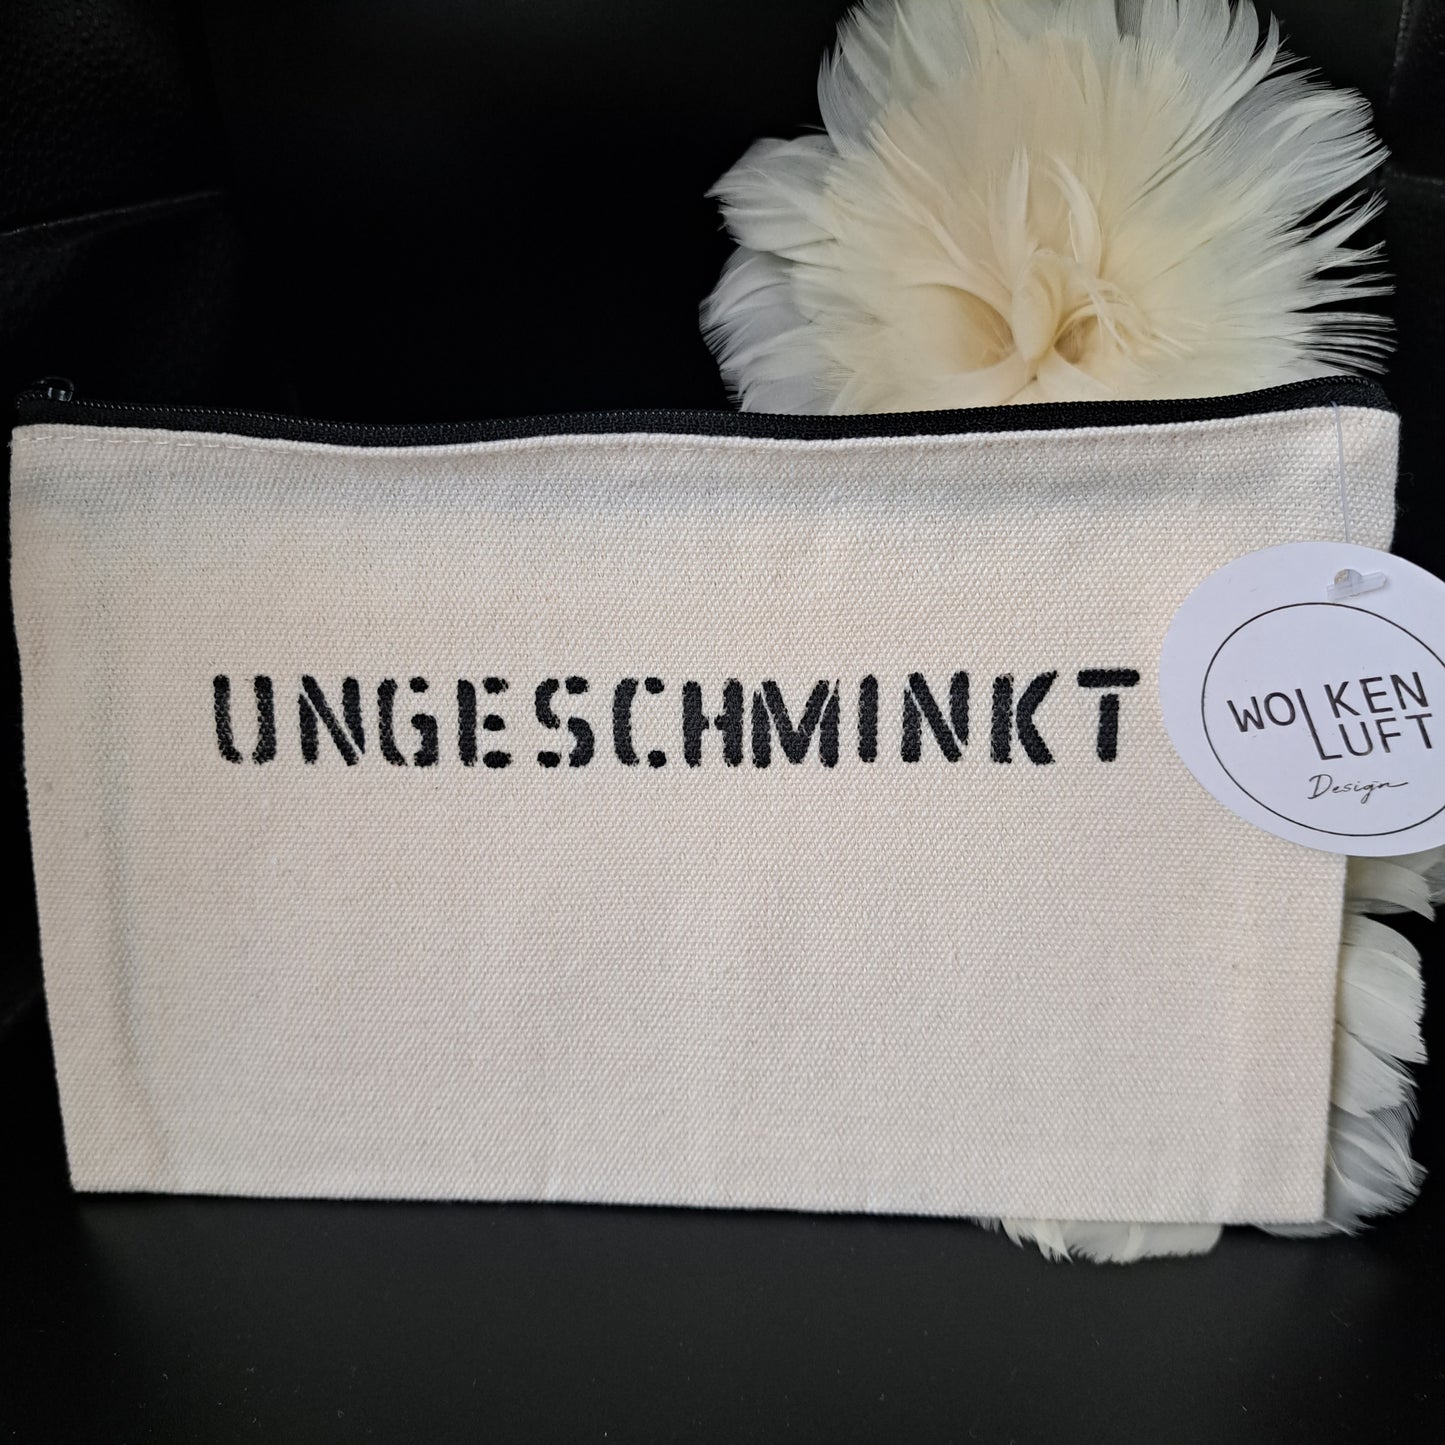 UNGESCHMINKT
WOLKEN
LUFT
Design